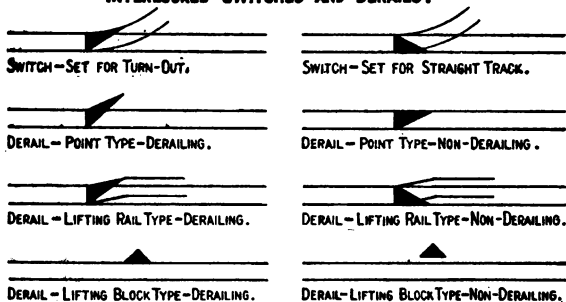 INTERLOCKED SWITCHES AND DERAILS.
SWITCH-SET FOR TURN-OUT.
SWITCH-SET FOR STRAIGHT TRACK.
DERAIL-POINT TYPE-DERAILING.
DERAIL-POINT TYPE-NON-DERAILING.
DERAIL-LIFTING RAIL TYPE-DERAILING.
DERAIL-LIFTING RAIL TYPE-NON-DERAILING.
DERAIL-LIFTING BLOCK TYPE-DERAILING.
DERAIL-LIFTING BLOCK TYPE-NON-DERAILING.